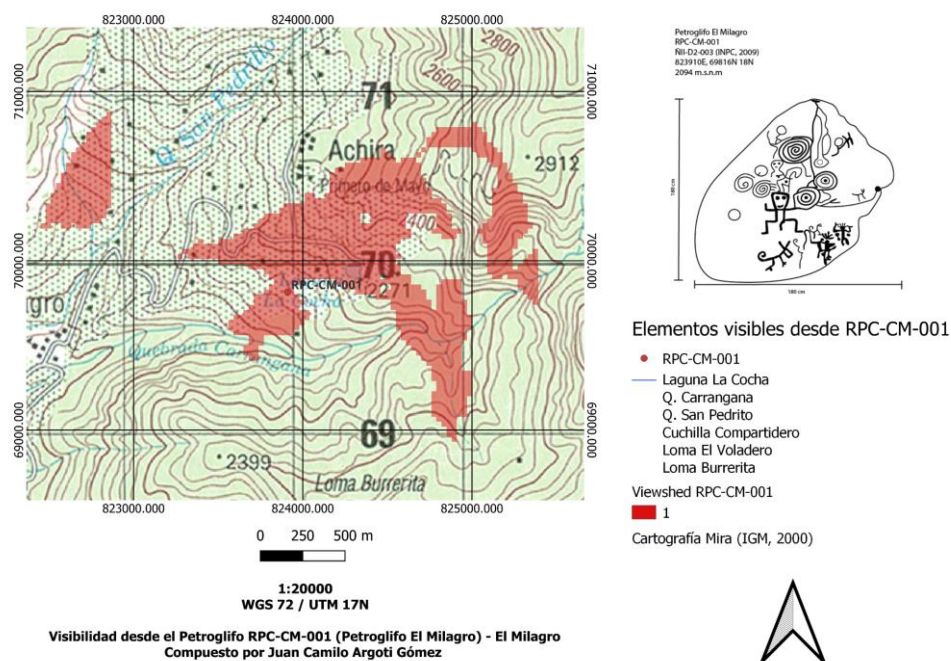 823000.000
824000.000
825000.000
Petroglifo El Milagro
RPC-CM-001
ÑII-D2-003 (INPC, 2009)
823910E, 69816N 18N
2094 m.s.n.m
71000.000
71000.000
2800
2600
Q. San Pedrito
71
Achira
2912
Primero de Mayo
400
70000.000
70000.000
70
2271
RPC-CM-001
La Cocha
gro
Quebrada Carrangana
69000.000
69000.000
69
2399
Loma Burrerita
823000.000
824000.000
825000.000
180 cm
180 cm
Elementos visibles desde RPC-CM-001
RPC-CM-001
Laguna La Cocha
Q. Carrangana
Q. San Pedrito
Cuchilla Compartidero
Loma El Voladero
Loma Burrerita
Viewshed RPC-CM-001
1
Cartografía Mira (IGM, 2000)
0 250 500 m
1:20000
WGS 72 / UTM 17N
Visibilidad desde el Petroglifo RPC-CM-001 (Petroglifo El Milagro) - El Milagro
Compuesto por Juan Camilo Argoti Gómez